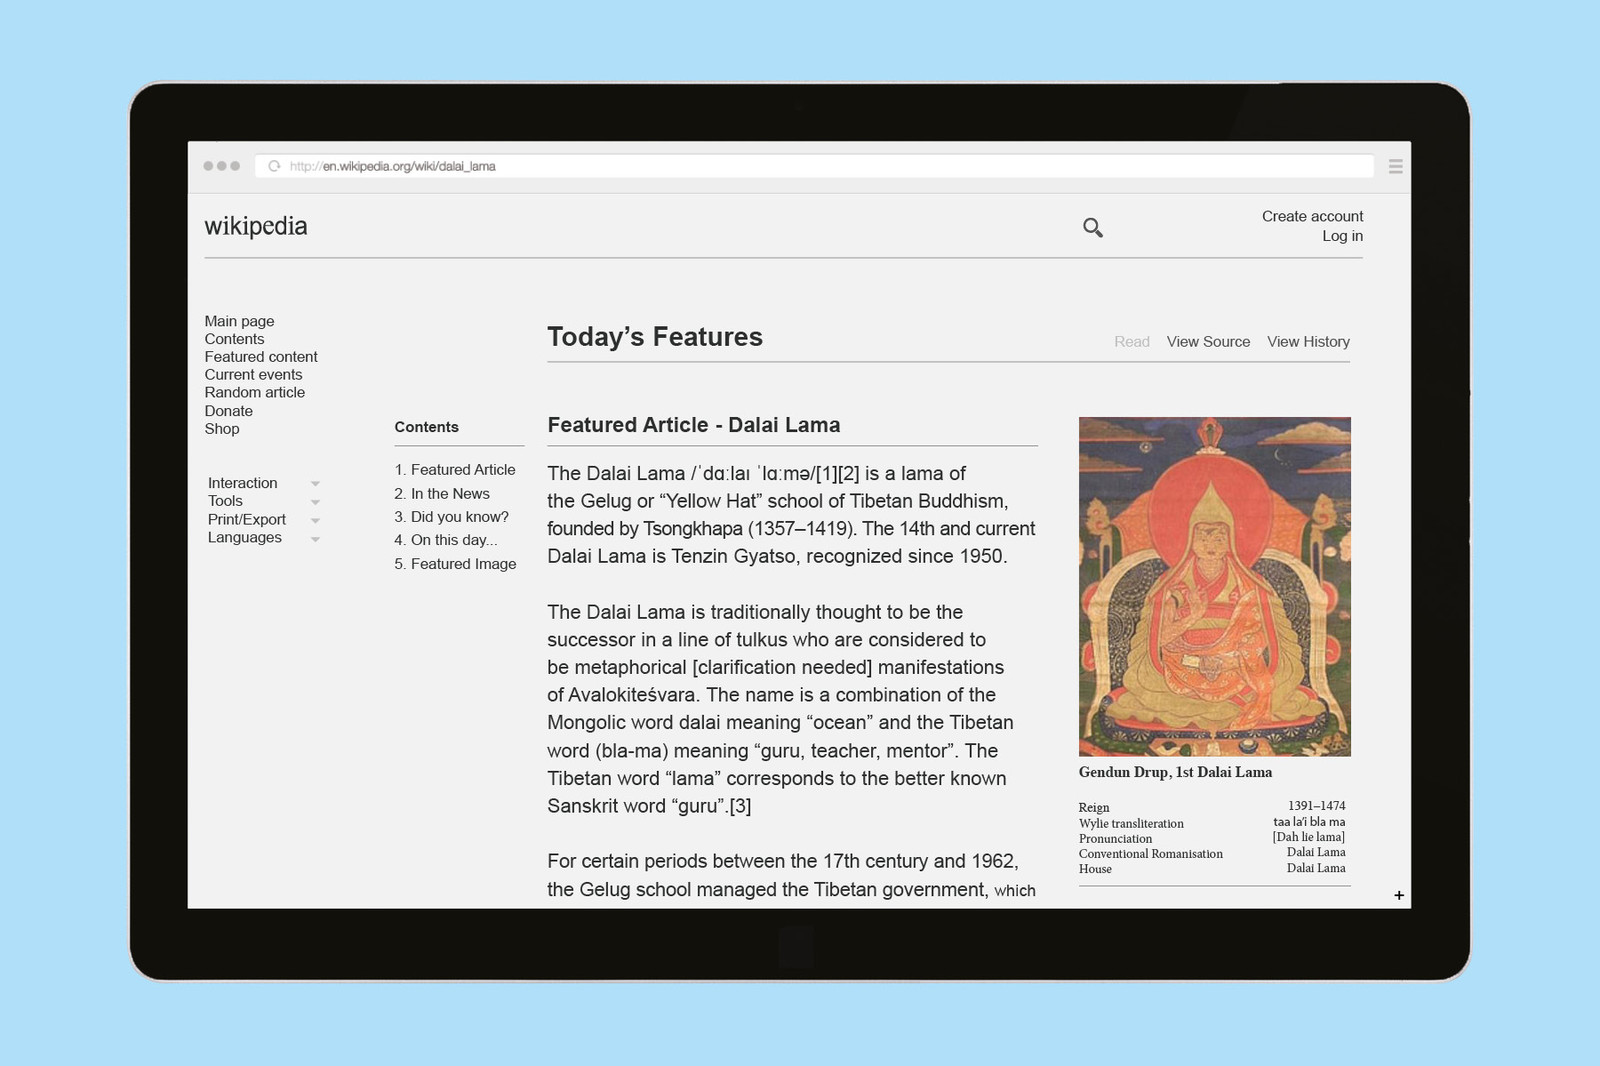 http://en.wikipedia.org/wiki/dalai_lama
wikipedia
Create account
Log in
Main page
Contents
Featured content
Current events
Random article
Donate
Shop
Interaction
Tools
Print/Export
Languages
Contents
1. Featured Article
2. In the News
3. Did you know?
4. On this day...
5. Featured Image
Today’s Features
Read View Source View History
Featured Article - Dalai Lama
The Dalai Lama /ˈdɑːlaɪ ˈlɑːmə/[1][2] is a lama of
the Gelug or “Yellow Hat” school of Tibetan Buddhism,
founded by Tsongkhapa (1357–1419). The 14th and current
Dalai Lama is Tenzin Gyatso, recognized since 1950.
The Dalai Lama is traditionally thought to be the
successor in a line of tulkus who are considered to
be metaphorical [clarification needed] manifestations
of Avalokiteśvara. The name is a combination of the
Mongolic word dalai meaning “ocean” and the Tibetan
word (bla-ma) meaning “guru, teacher, mentor”. The
Tibetan word “lama” corresponds to the better known
Sanskrit word “guru”.[3]
For certain periods between the 17th century and 1962,
the Gelug school managed the Tibetan government, which
Gendun Drup, 1st Dalai Lama
Reign 1391–1474
Wylie transliteration taa la’i bla ma
Pronunciation [Dah lie lama]
Conventional Romanisation Dalai Lama
House Dalai Lama
+